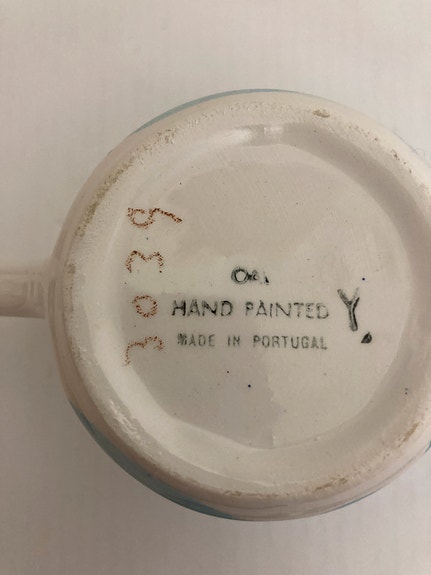 3039
HAND PAINTED
Y.
MADE IN PORTUGAL